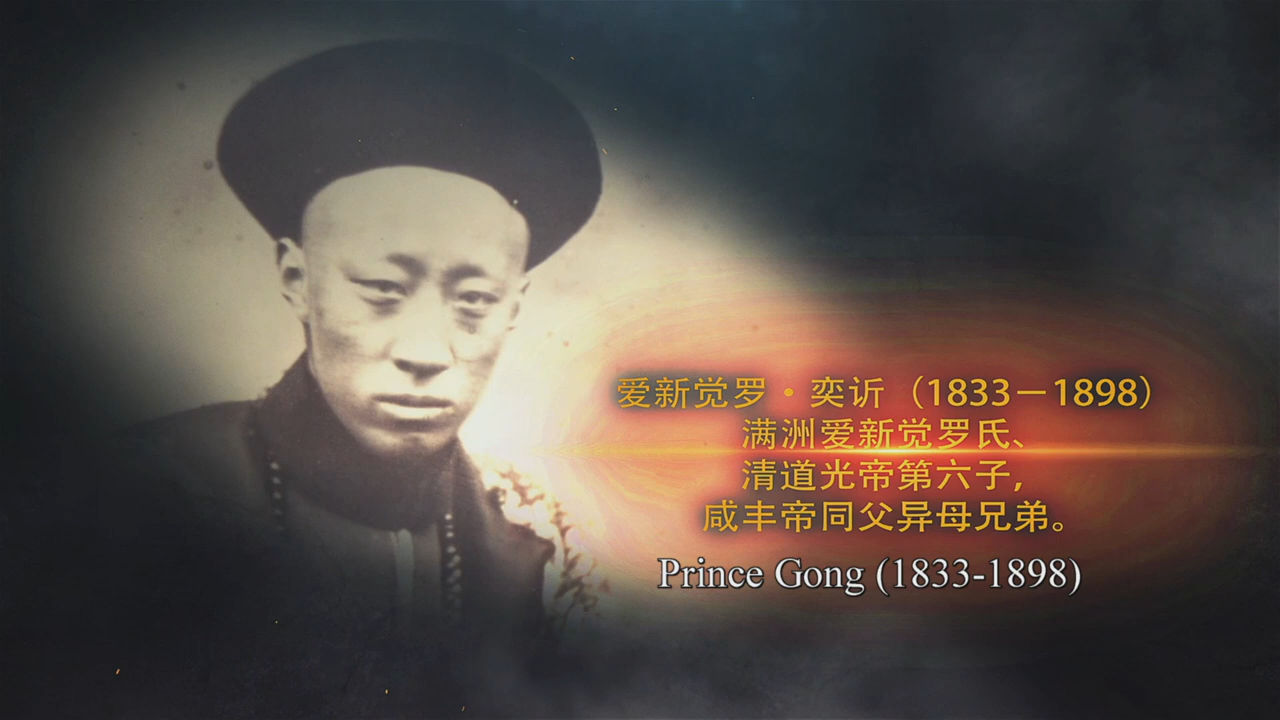 爱新觉罗·奕䜣（1833－1898）
满洲爱新觉罗氏、
清道光帝第六子,
咸丰帝同父异母兄弟。
Prince Gong (1833-1898)